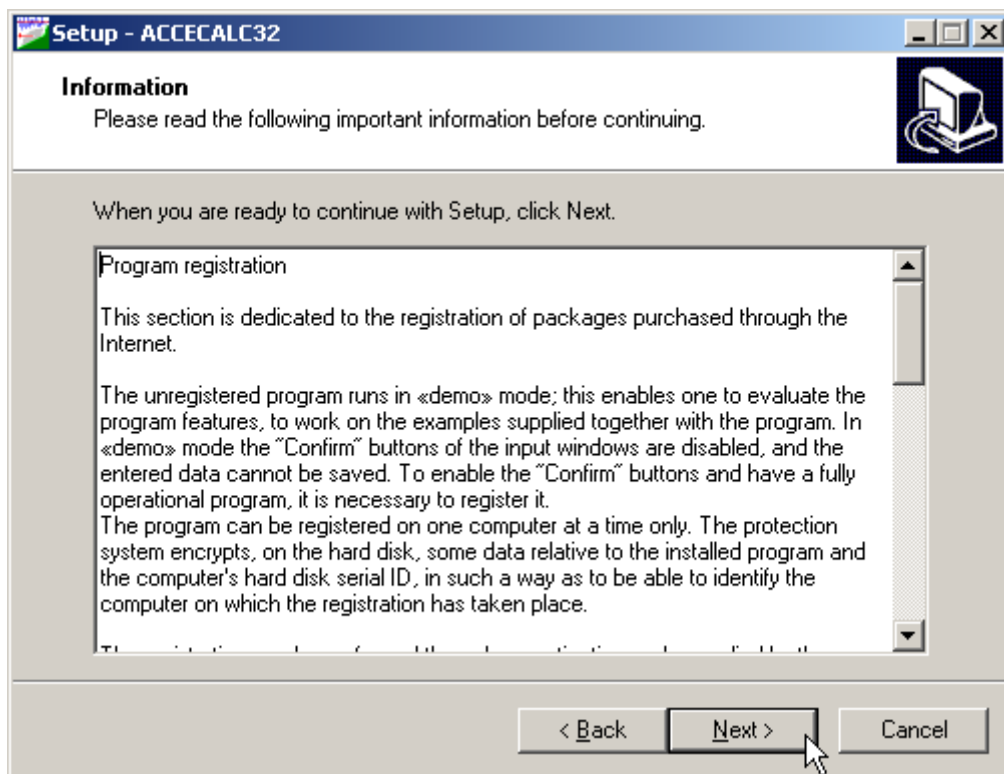 Setup - ACCECALC32
Information
Please read the following important information before continuing.
When you are ready to continue with Setup, click Next.
Program registration
This section is dedicated to the registration of packages purchased through the
Internet.
The unregistered program runs in «demo» mode; this enables one to evaluate the
program features, to work on the examples supplied together with the program. In
«demo» mode the "Confirm" buttons of the input windows are disabled, and the
entered data cannot be saved. To enable the "Confirm" buttons and have a fully
operational program, it is necessary to register it.
The program can be registered on one computer at a time only. The protection
system encrypts, on the hard disk, some data relative to the installed program and
the computer's hard disk serial ID, in such a way as to be able to identify the
computer on which the registration has taken place.
< Back Next > Cancel